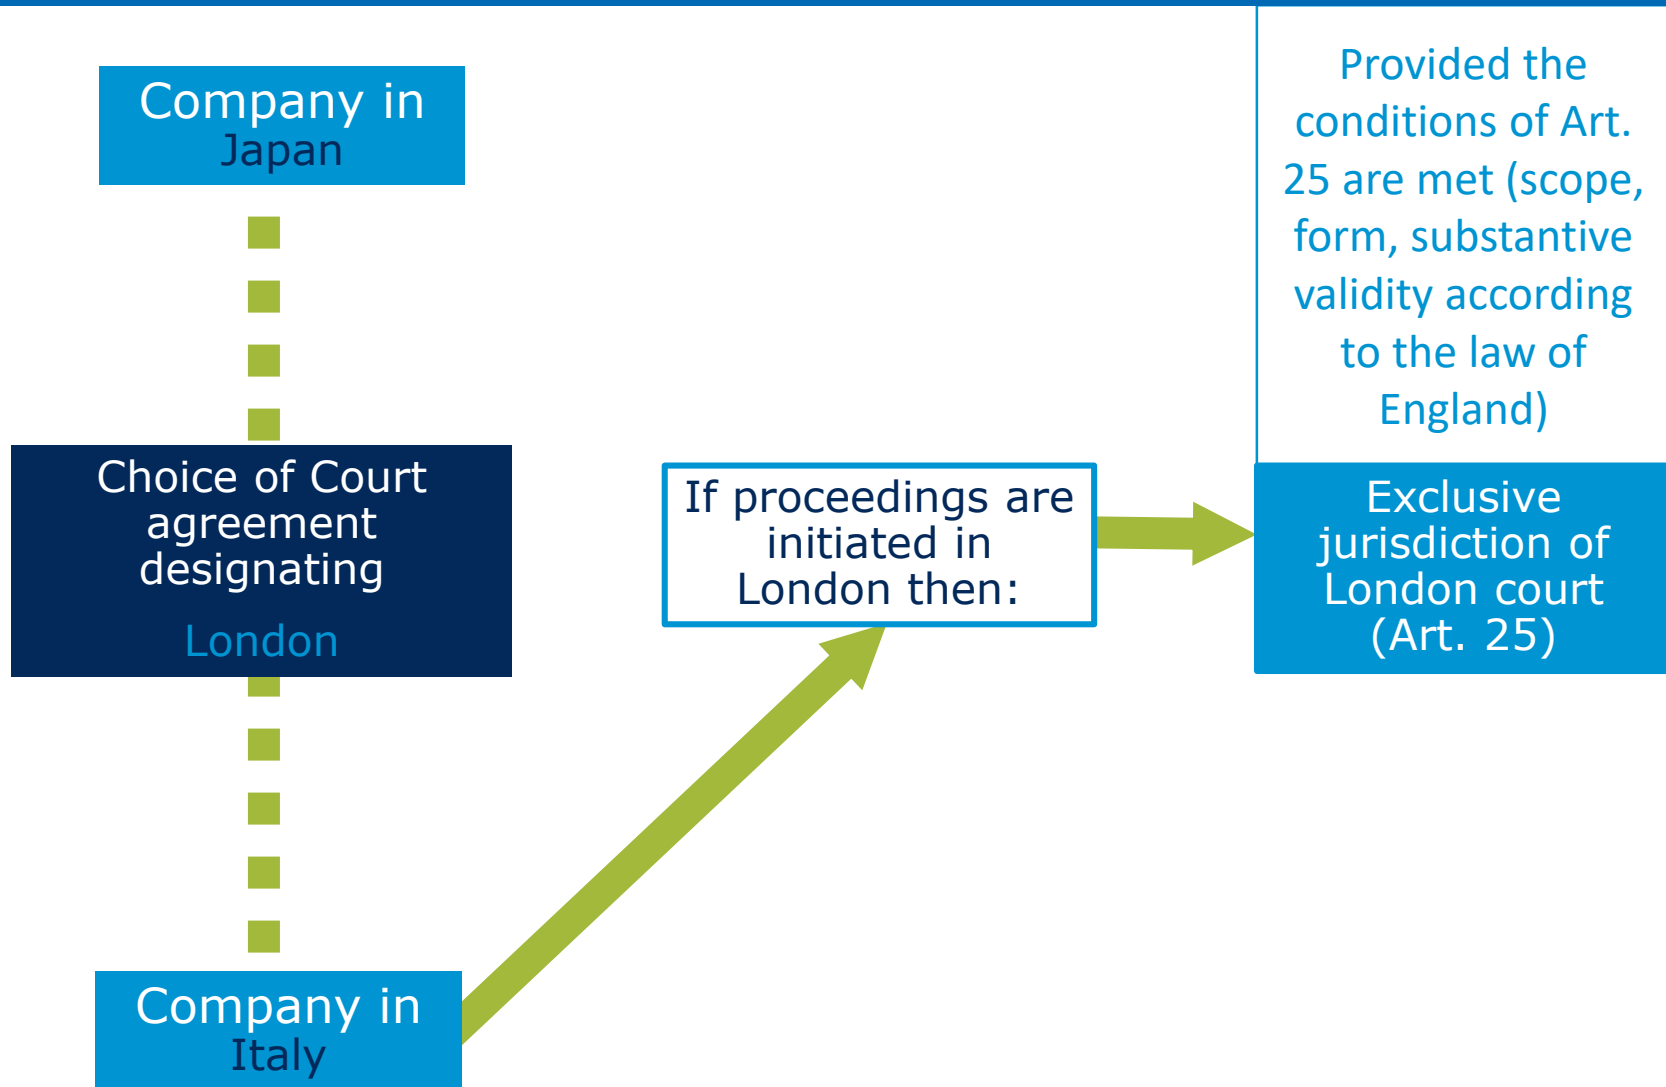 Company in
Japan
Choice of Court
agreement
designating
London
Company in
Italy
If proceedings are
initiated in
London then:
Provided the
conditions of Art.
25 are met (scope,
form, substantive
validity according
to the law of
England)
Exclusive
jurisdiction of
London court
(Art. 25)